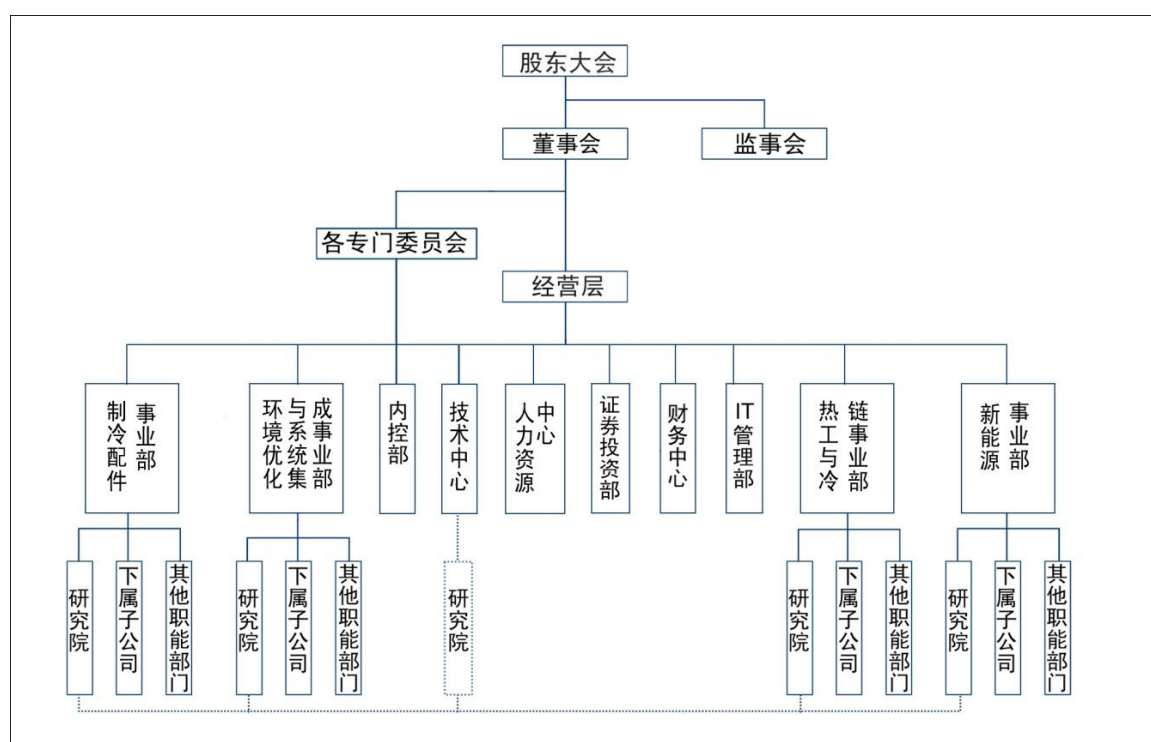 股东大会
董事会
监事会
各专门委员会
经营层
制冷配件
事业部
环境优化
与系统集
成事业部
内控部
技术中心
人力资源
中心
证券投资部
财务中心
IT管理部
热工与冷
链事业部
新能源
事业部
研究院
下属子公司
其他职能部门
研究院
下属子公司
其他职能部门
研究院
研究院
下属子公司
其他职能部门
研究院
下属子公司
其他职能部门